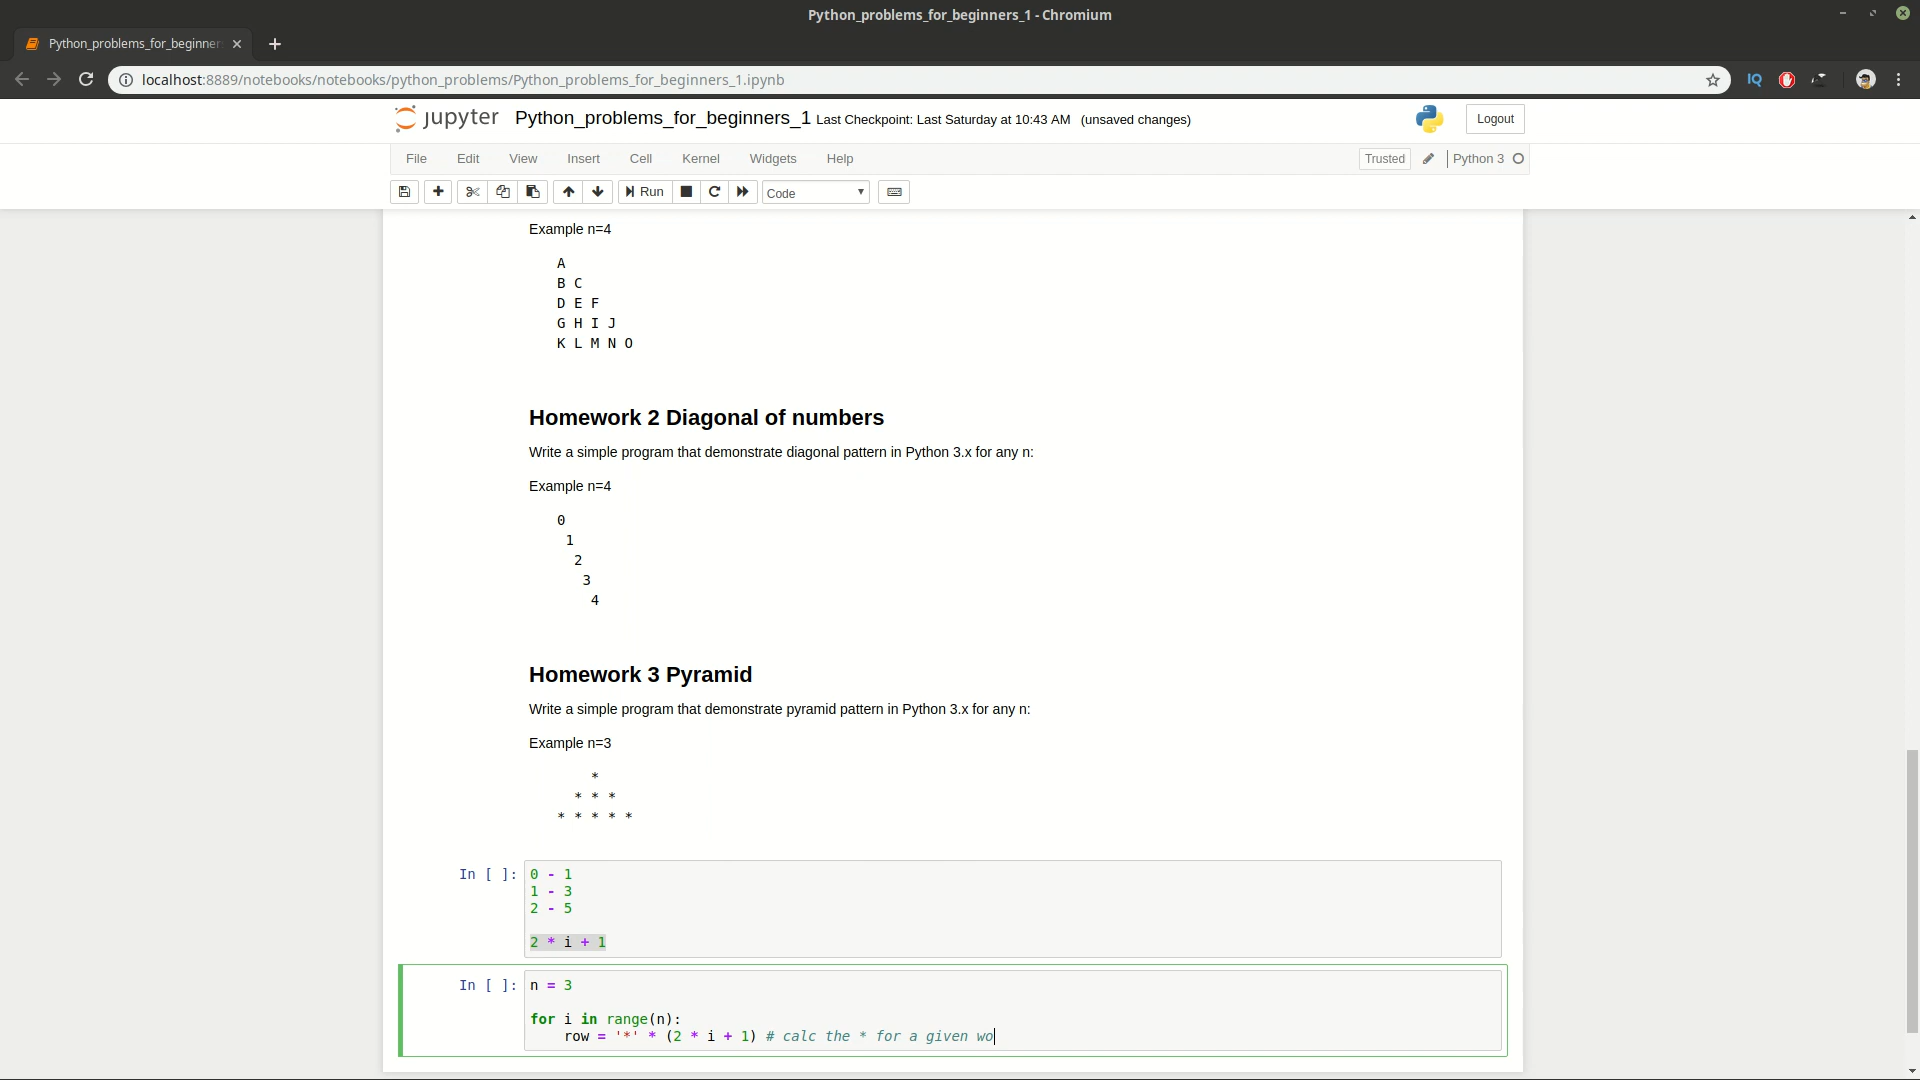 Python_problems_for_beginners_1 - Chromium
Python_problems_for_beginner
localhost:8889/notebooks/notebooks/python_problems/Python_problems_for_beginners_1.ipynb
IQ
jupyter Python_problems_for_beginners_1 Last Checkpoint: Last Saturday at 10:43 AM (unsaved changes)
Logout
File Edit View Insert Cell Kernel Widgets Help
Trusted Python 3
Run Code
Example n=4
A
B C
D E F
G H I J
K L M N O
Homework 2 Diagonal of numbers
Write a simple program that demonstrate diagonal pattern in Python 3.x for any n:
Example n=4
0
1
2
3
4
Homework 3 Pyramid
Write a simple program that demonstrate pyramid pattern in Python 3.x for any n:
Example n=3
*
* * *
* * * * *
In [ ]: 0 - 1
1 - 3
2 - 5
2 * i + 1
In [ ]: n = 3
for i in range(n):
row = '*' * (2 * i + 1) # calc the * for a given wo